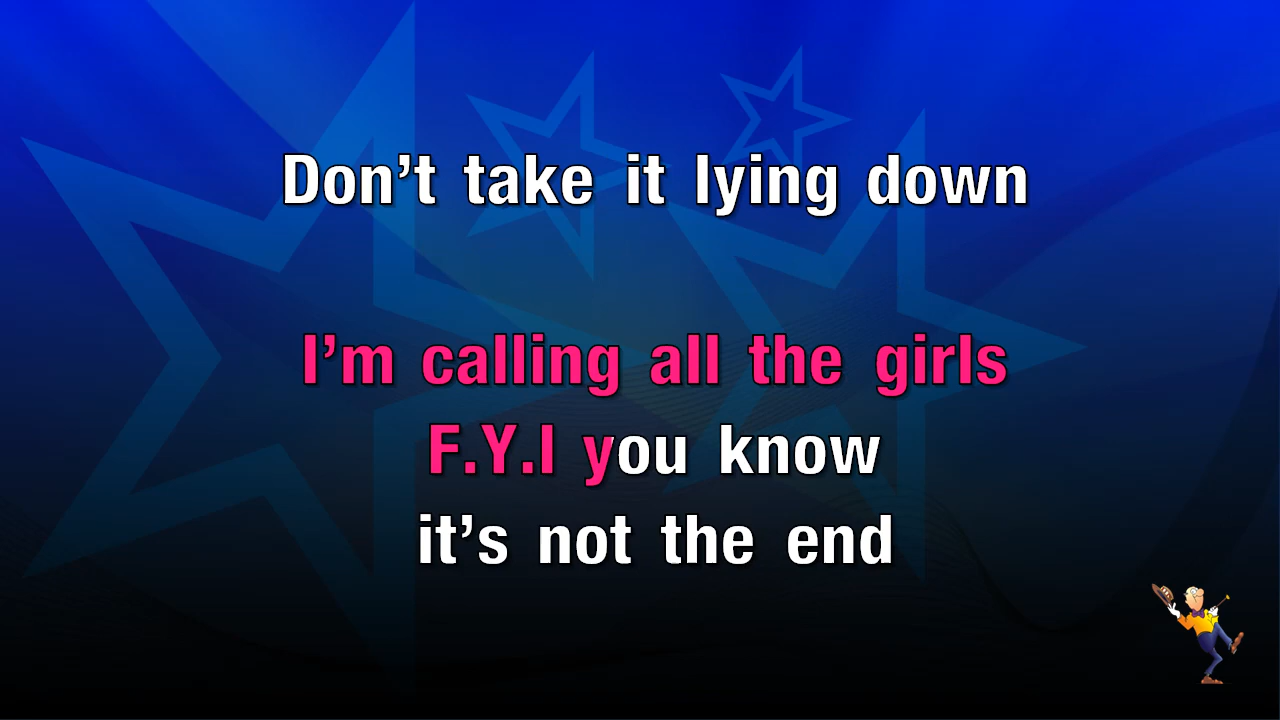 Don’t take it lying down
I’m calling all the girls
F.Y.I you know
it’s not the end